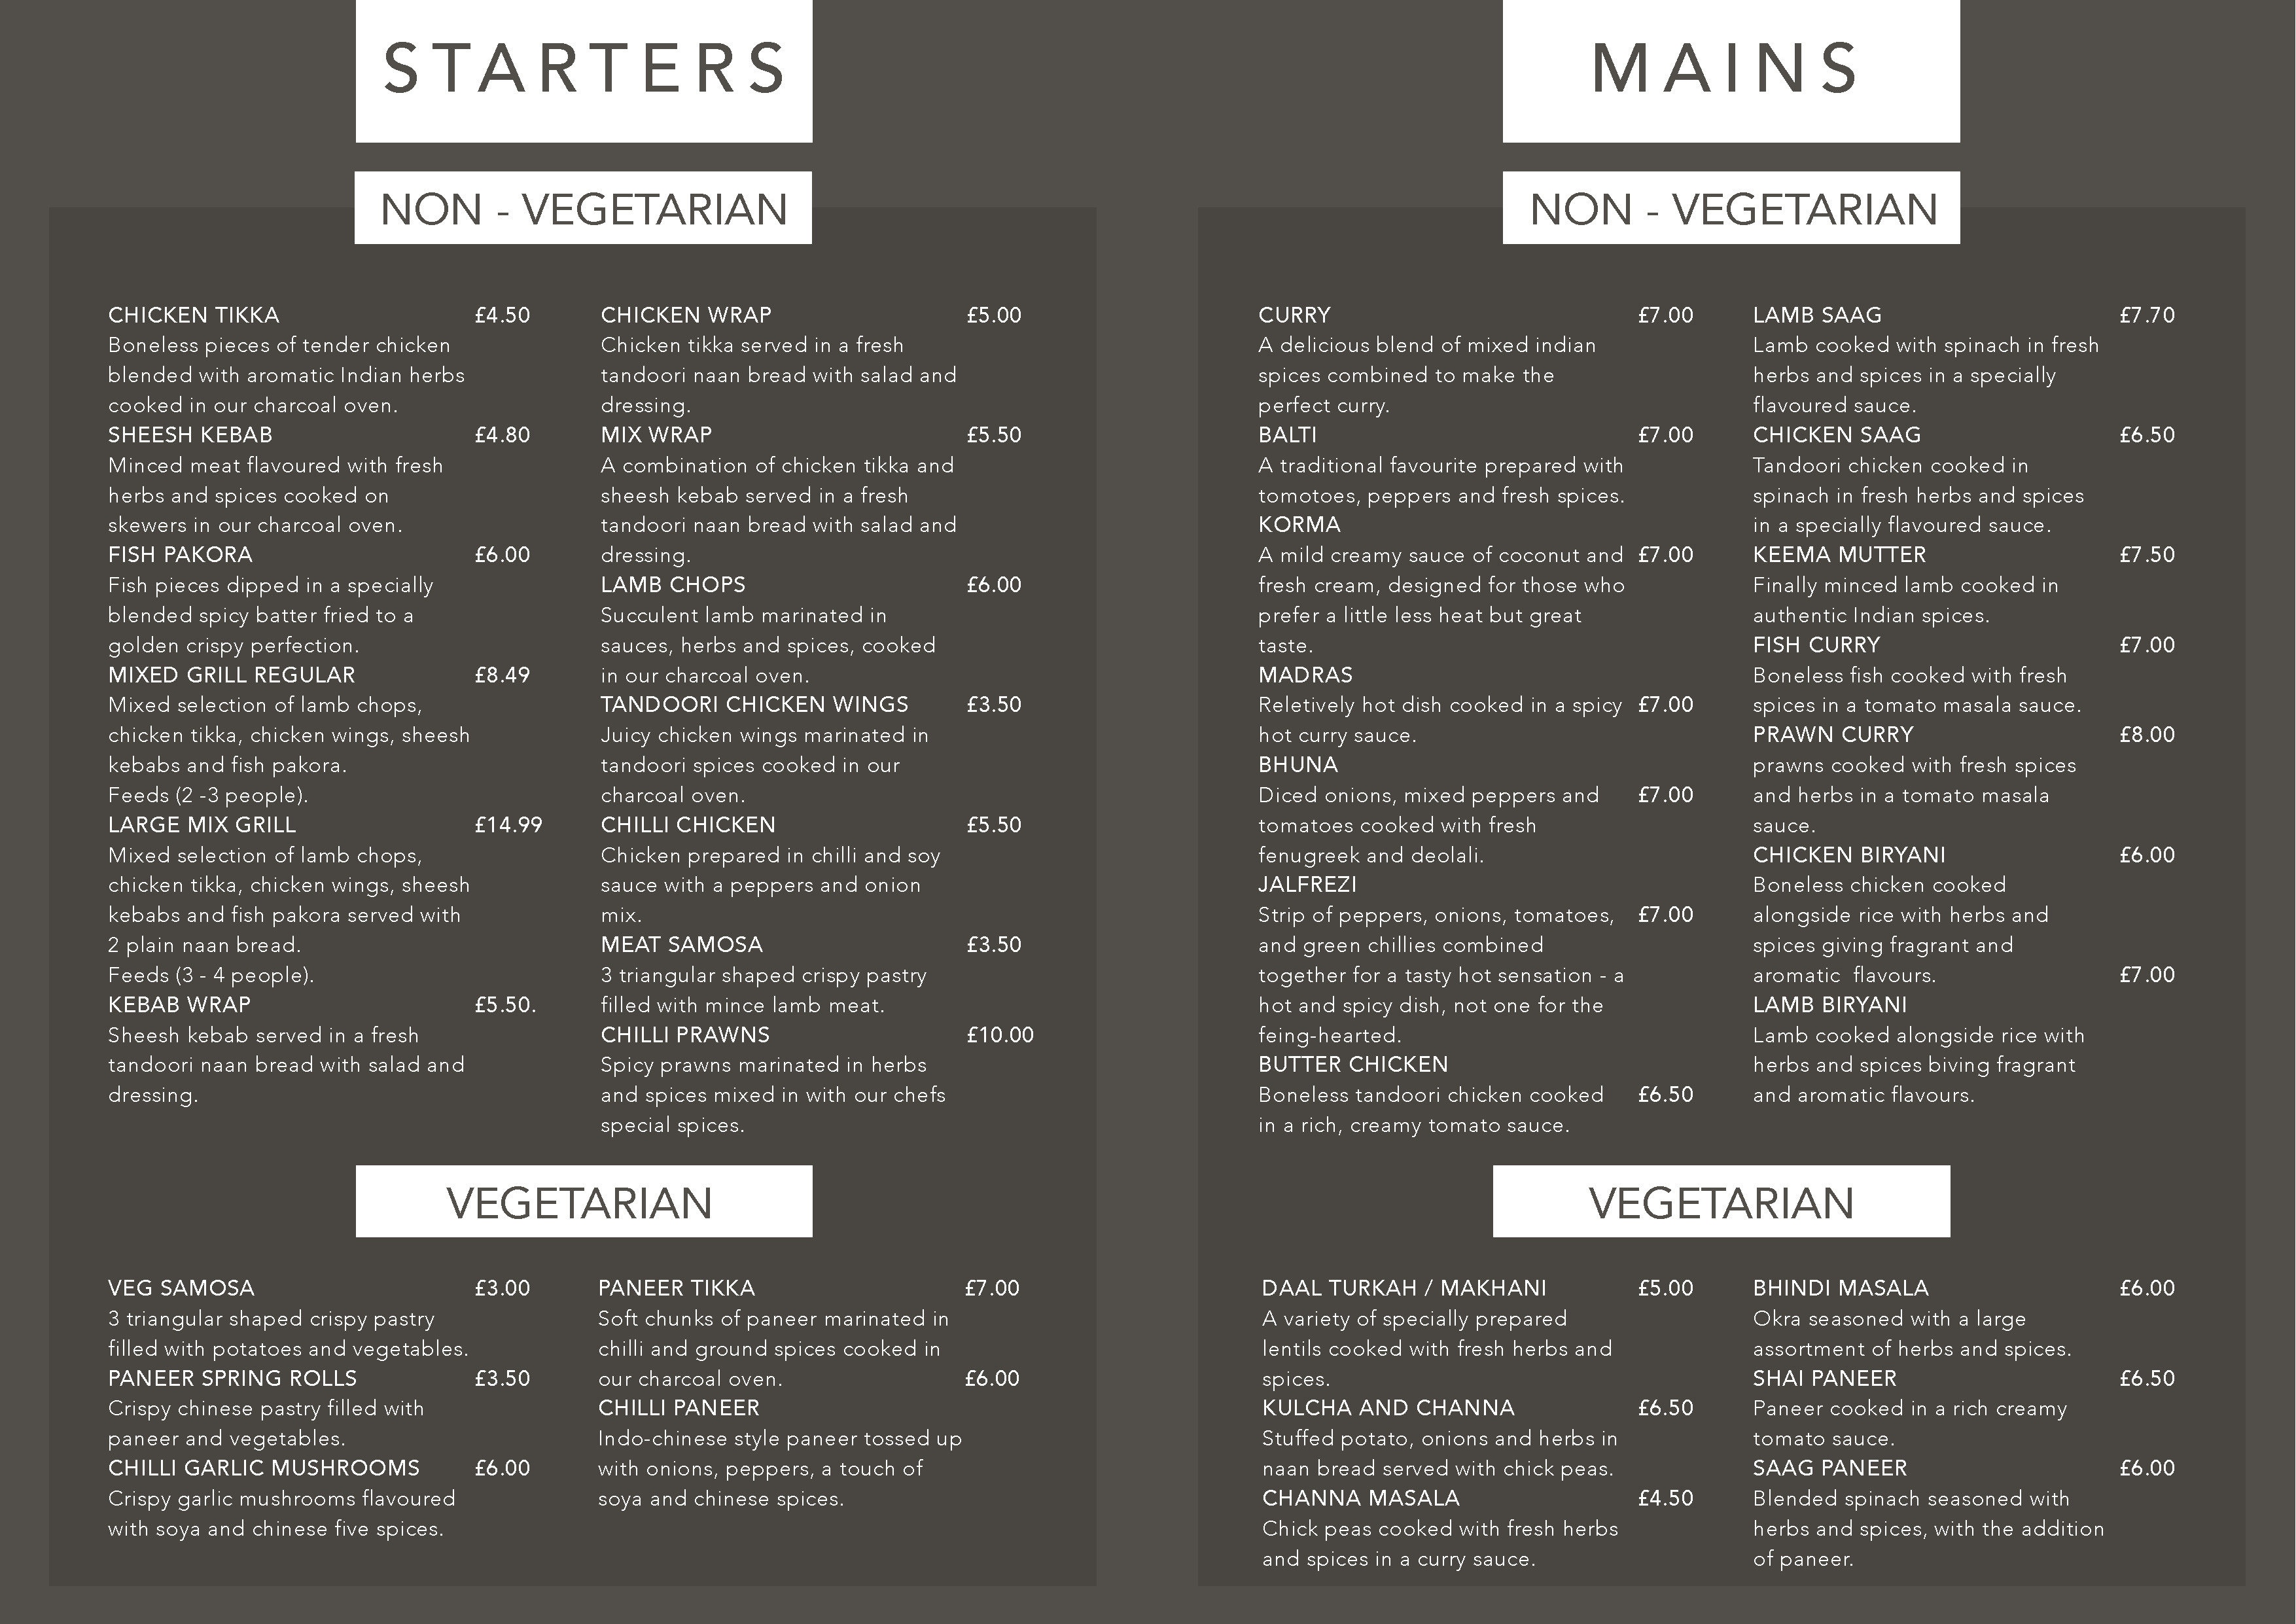 STARTERS
NON - VEGETARIAN
CHICKEN TIKKA £4.50
Boneless pieces of tender chicken
blended with aromatic Indian herbs
cooked in our charcoal oven.
SHEESH KEBAB £4.80
Minced meat flavoured with fresh
herbs and spices cooked on
skewers in our charcoal oven.
FISH PAKORA £6.00
Fish pieces dipped in a specially
blended spicy batter fried to a
golden crispy perfection.
MIXED GRILL REGULAR £8.49
Mixed selection of lamb chops,
chicken tikka, chicken wings, sheesh
kebabs and fish pakora.
Feeds (2 -3 people).
LARGE MIX GRILL £14.99
Mixed selection of lamb chops,
chicken tikka, chicken wings, sheesh
kebabs and fish pakora served with
2 plain naan bread.
Feeds (3 - 4 people).
KEBAB WRAP £5.50.
Sheesh kebab served in a fresh
tandoori naan bread with salad and
dressing.
CHICKEN WRAP £5.00
Chicken tikka served in a fresh
tandoori naan bread with salad and
dressing.
MIX WRAP £5.50
A combination of chicken tikka and
sheesh kebab served in a fresh
tandoori naan bread with salad and
dressing.
LAMB CHOPS £6.00
Succulent lamb marinated in
sauces, herbs and spices, cooked
in our charcoal oven.
TANDOORI CHICKEN WINGS £3.50
Juicy chicken wings marinated in
tandoori spices cooked in our
charcoal oven.
CHILLI CHICKEN £5.50
Chicken prepared in chilli and soy
sauce with a peppers and onion
mix.
MEAT SAMOSA £3.50
3 triangular shaped crispy pastry
filled with mince lamb meat.
CHILLI PRAWNS £10.00
Spicy prawns marinated in herbs
and spices mixed in with our chefs
special spices.
VEGETARIAN
VEG SAMOSA £3.00
3 triangular shaped crispy pastry
filled with potatoes and vegetables.
PANEER SPRING ROLLS £3.50
Crispy chinese pastry filled with
paneer and vegetables.
CHILLI GARLIC MUSHROOMS £6.00
Crispy garlic mushrooms flavoured
with soya and chinese five spices.
PANEER TIKKA £7.00
Soft chunks of paneer marinated in
chilli and ground spices cooked in
our charcoal oven. £6.00
CHILLI PANEER
Indo-chinese style paneer tossed up
with onions, peppers, a touch of
soya and chinese spices.
MAINS
NON - VEGETARIAN
CURRY £7.00
A delicious blend of mixed indian
spices combined to make the
perfect curry.
BALTI £7.00
A traditional favourite prepared with
tomotoes, peppers and fresh spices.
KORMA
A mild creamy sauce of coconut and £7.00
fresh cream, designed for those who
prefer a little less heat but great
taste.
MADRAS
Reletively hot dish cooked in a spicy £7.00
hot curry sauce.
BHUNA
Diced onions, mixed peppers and £7.00
tomatoes cooked with fresh
fenugreek and deolali.
JALFREZI
Strip of peppers, onions, tomatoes, £7.00
and green chillies combined
together for a tasty hot sensation - a
hot and spicy dish, not one for the
feing-hearted.
BUTTER CHICKEN
Boneless tandoori chicken cooked £6.50
in a rich, creamy tomato sauce.
LAMB SAAG £7.70
Lamb cooked with spinach in fresh
herbs and spices in a specially
flavoured sauce.
CHICKEN SAAG £6.50
Tandoori chicken cooked in
spinach in fresh herbs and spices
in a specially flavoured sauce.
KEEMA MUTTER £7.50
Finally minced lamb cooked in
authentic Indian spices.
FISH CURRY £7.00
Boneless fish cooked with fresh
spices in a tomato masala sauce.
PRAWN CURRY £8.00
prawns cooked with fresh spices
and herbs in a tomato masala
sauce.
CHICKEN BIRYANI £6.00
Boneless chicken cooked
alongside rice with herbs and
spices giving fragrant and
aromatic flavours. £7.00
LAMB BIRYANI
Lamb cooked alongside rice with
herbs and spices biving fragrant
and aromatic flavours.
VEGETARIAN
DAAL TURKAH / MAKHANI £5.00
A variety of specially prepared
lentils cooked with fresh herbs and
spices.
KULCHA AND CHANNA £6.50
Stuffed potato, onions and herbs in
naan bread served with chick peas.
CHANNA MASALA £4.50
Chick peas cooked with fresh herbs
and spices in a curry sauce.
BHINDI MASALA £6.00
Okra seasoned with a large
assortment of herbs and spices.
SHAI PANEER £6.50
Paneer cooked in a rich creamy
tomato sauce.
SAAG PANEER £6.00
Blended spinach seasoned with
herbs and spices, with the addition
of paneer.